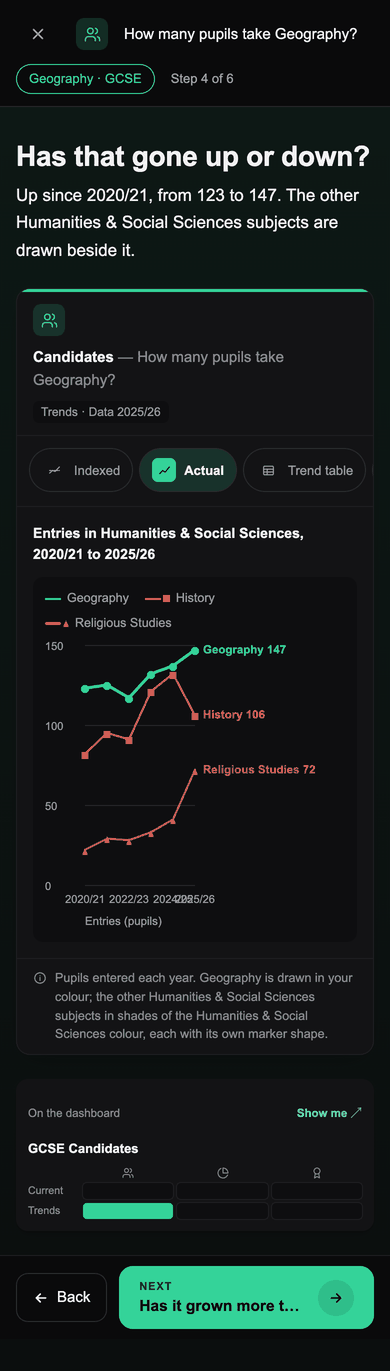 How many pupils take Geography?
Geography · GCSE
Step 4 of 6
Has that gone up or down?
Up since 2020/21, from 123 to 147. The other
Humanities & Social Sciences subjects are
drawn beside it.
Candidates — How many pupils take
Geography?
Trends · Data 2025/26
Indexed
Actual
Trend table
Entries in Humanities & Social Sciences,
2020/21 to 2025/26
Geography
History
Religious Studies
150
Geography 147
100
History 106
Religious Studies 72
50
0
2020/21 2022/23 2024/25 2025/26
Entries (pupils)
Pupils entered each year. Geography is drawn in your
colour; the other Humanities & Social Sciences
subjects in shades of the Humanities & Social
Sciences colour, each with its own marker shape.
On the dashboard
Show me ↗
GCSE Candidates
Current
Trends
← Back
NEXT
Has it grown more t...
→